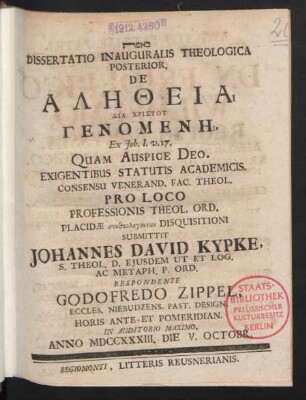 1912.4260
באפרת
DISSERTATIO INAUGURALIS THEOLOGICA
POSTERIOR,
DE
ΑΛΗΘΕΙΑ,
ΔΙΑ ΧΡΙΣΤΟΥ
ΓΕΝΟΜΕΝΗ,
Ex Joh. I. v. 17,
QUAM AUSPICE DEO.
EXIGENTIBUS STATUTIS ACADEMICIS.
CONSENSU VENERAND. FAC. THEOL.
PRO LOCO
PROFESSIONIS THEOL. ORD.
PLACIDÆ DISQUISITIONI
SUBMITTIT
JOHANNES DAVID KYPKE,
S. THEOL. D. EJUSDEM UT ET LOG.
AC METAPH. P. ORD.
RESPONDENTE
GODOFREDO ZIPPEL,
ECCLES. NIEBUDZENS. PAST. DESIGN.
HORIS ANTE-ET POMERIDIAN.
IN AUDITORIO MAXIMO,
ANNO MDCCXXXIII, DIE V. OCTOBR.
REGIOMONTI, LITTERIS REUSNERIANIS.
STAATS-
BIBLIOTHEK
PREUSSISCHER
KULTURBESITZ
BERLIN